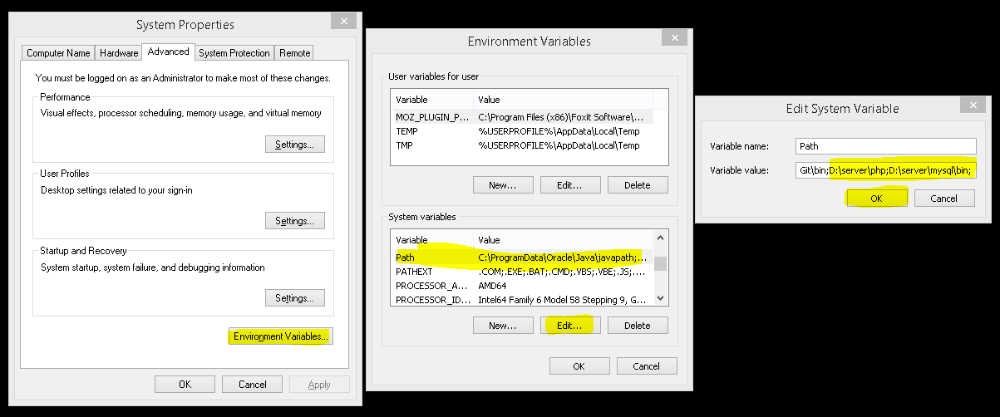 System Properties
Computer Name Hardware Advanced System Protection Remote
You must be logged on as an Administrator to make most of these changes.
Performance
Visual effects, processor scheduling, memory usage, and virtual memory
Settings...
User Profiles
Desktop settings related to your sign-in
Settings...
Startup and Recovery
System startup, system failure, and debugging information
Settings...
Environment Variables...
OK Cancel Apply
Environment Variables
User variables for user
Variable Value
MOZ_PLUGIN_P... C:\Program Files (x86)\Foxit Software\...
TEMP %USERPROFILE%\AppData\Local\Temp
TMP %USERPROFILE%\AppData\Local\Temp
New... Edit... Delete
System variables
Variable Value
Path C:\ProgramData\Oracle\Java\javapath;...
PATHEXT .COM;.EXE;.BAT;.CMD;.VBS;.VBE;.JS;....
PROCESSOR_A... AMD64
PROCESSOR_ID... Intel64 Family 6 Model 58 Stepping 9, G...
New... Edit... Delete
OK Cancel
Edit System Variable
Variable name: Path
Variable value: Git\bin;D:\server\php;D:\server\mysql\bin;
OK Cancel